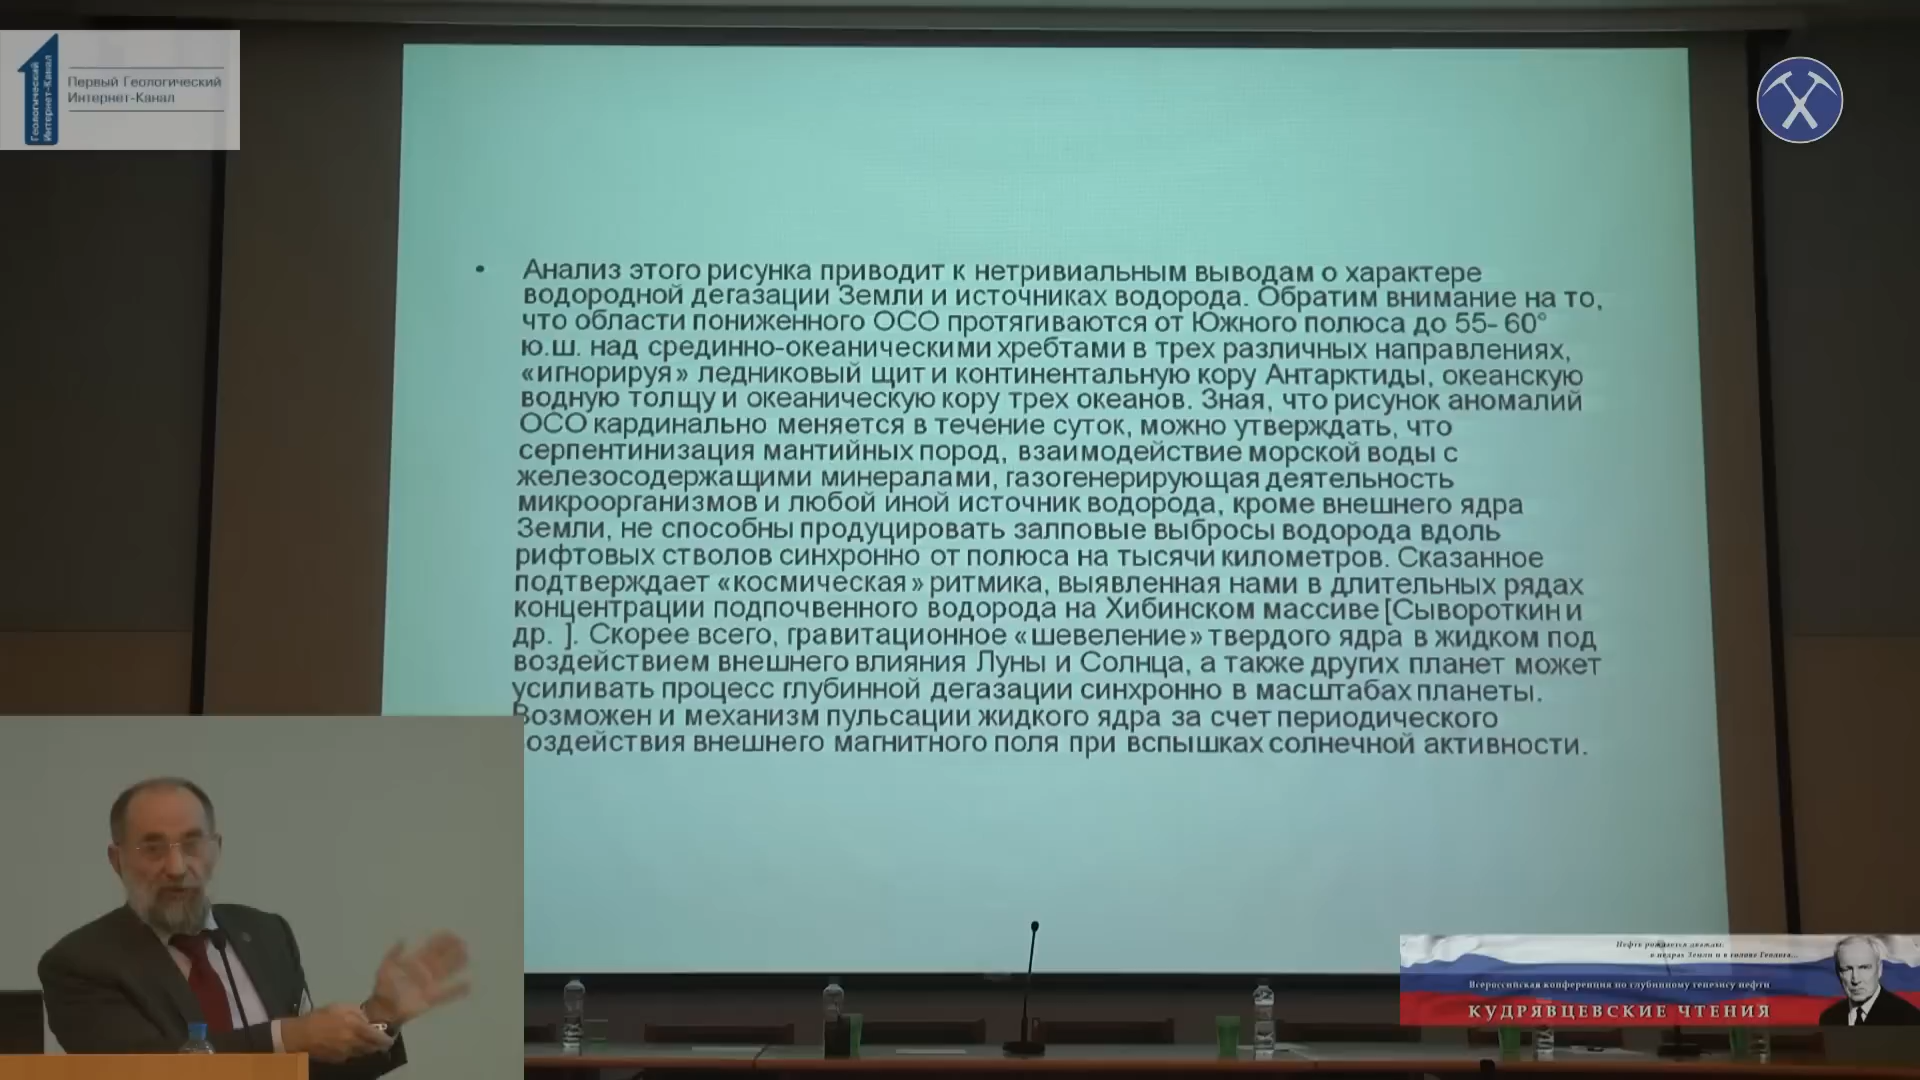 Геологический
Интернет-Канал
Первый Геологический
Интернет-Канал
• Анализ этого рисунка приводит к нетривиальным выводам о характере
водородной дегазации Земли и источниках водорода. Обратим внимание на то,
что области пониженного ОСО протягиваются от Южного полюса до 55- 60°
ю.ш. над срединно-океаническими хребтами в трех различных направлениях,
«игнорируя» ледниковый щит и континентальную кору Антарктиды, океанскую
водную толщу и океаническую кору трех океанов. Зная, что рисунок аномалий
ОСО кардинально меняется в течение суток, можно утверждать, что
серпентинизация мантийных пород, взаимодействие морской воды с
железосодержащими минералами, газогенерирующая деятельность
микроорганизмов и любой иной источник водорода, кроме внешнего ядра
Земли, не способны продуцировать залповые выбросы водорода вдоль
рифтовых стволов синхронно от полюса на тысячи километров. Сказанное
подтверждает «космическая» ритмика, выявленная нами в длительных рядах
концентрации подпочвенного водорода на Хибинском массиве [Сывороткин и
др. ]. Скорее всего, гравитационное «шевеление» твердого ядра в жидком под
воздействием внешнего влияния Луны и Солнца, а также других планет может
усиливать процесс глубинной дегазации синхронно в масштабах планеты.
Возможен и механизм пульсации жидкого ядра за счет периодического
оздействия внешнего магнитного поля при вспышках солнечной активности.
Нефть рождается дважды:
в недрах Земли и в голове Геолога...
Всероссийская конференция по глубинному генезису нефти
КУДРЯВЦЕВСКИЕ ЧТЕНИЯ